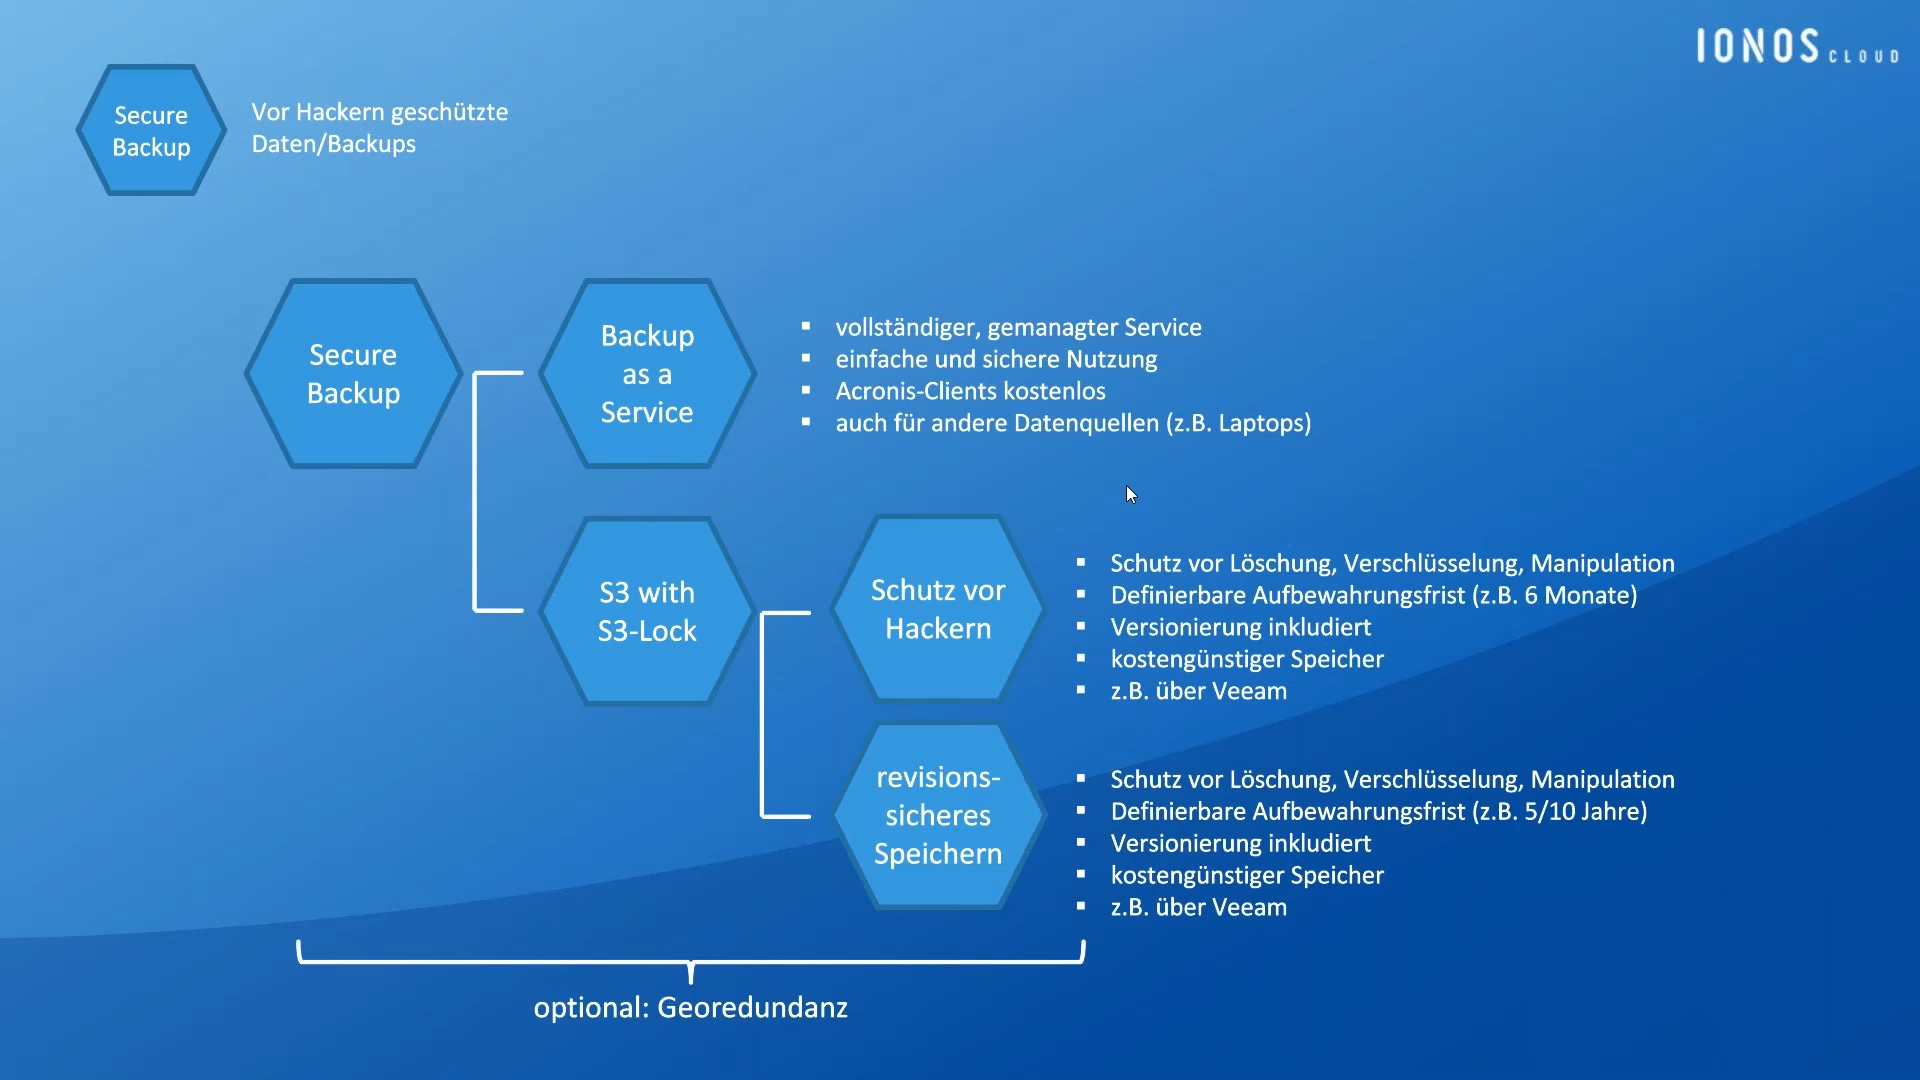 IONOS CLOUD
Secure
Backup
Vor Hackern geschützte
Daten/Backups
Secure
Backup
Backup
as a
Service
▪ vollständiger, gemanagter Service
▪ einfache und sichere Nutzung
▪ Acronis-Clients kostenlos
▪ auch für andere Datenquellen (z.B. Laptops)
S3 with
S3-Lock
Schutz vor
Hackern
▪ Schutz vor Löschung, Verschlüsselung, Manipulation
▪ Definierbare Aufbewahrungsfrist (z.B. 6 Monate)
▪ Versionierung inkludiert
▪ kostengünstiger Speicher
▪ z.B. über Veeam
revisions-
sicheres
Speichern
▪ Schutz vor Löschung, Verschlüsselung, Manipulation
▪ Definierbare Aufbewahrungsfrist (z.B. 5/10 Jahre)
▪ Versionierung inkludiert
▪ kostengünstiger Speicher
▪ z.B. über Veeam
optional: Georedundanz